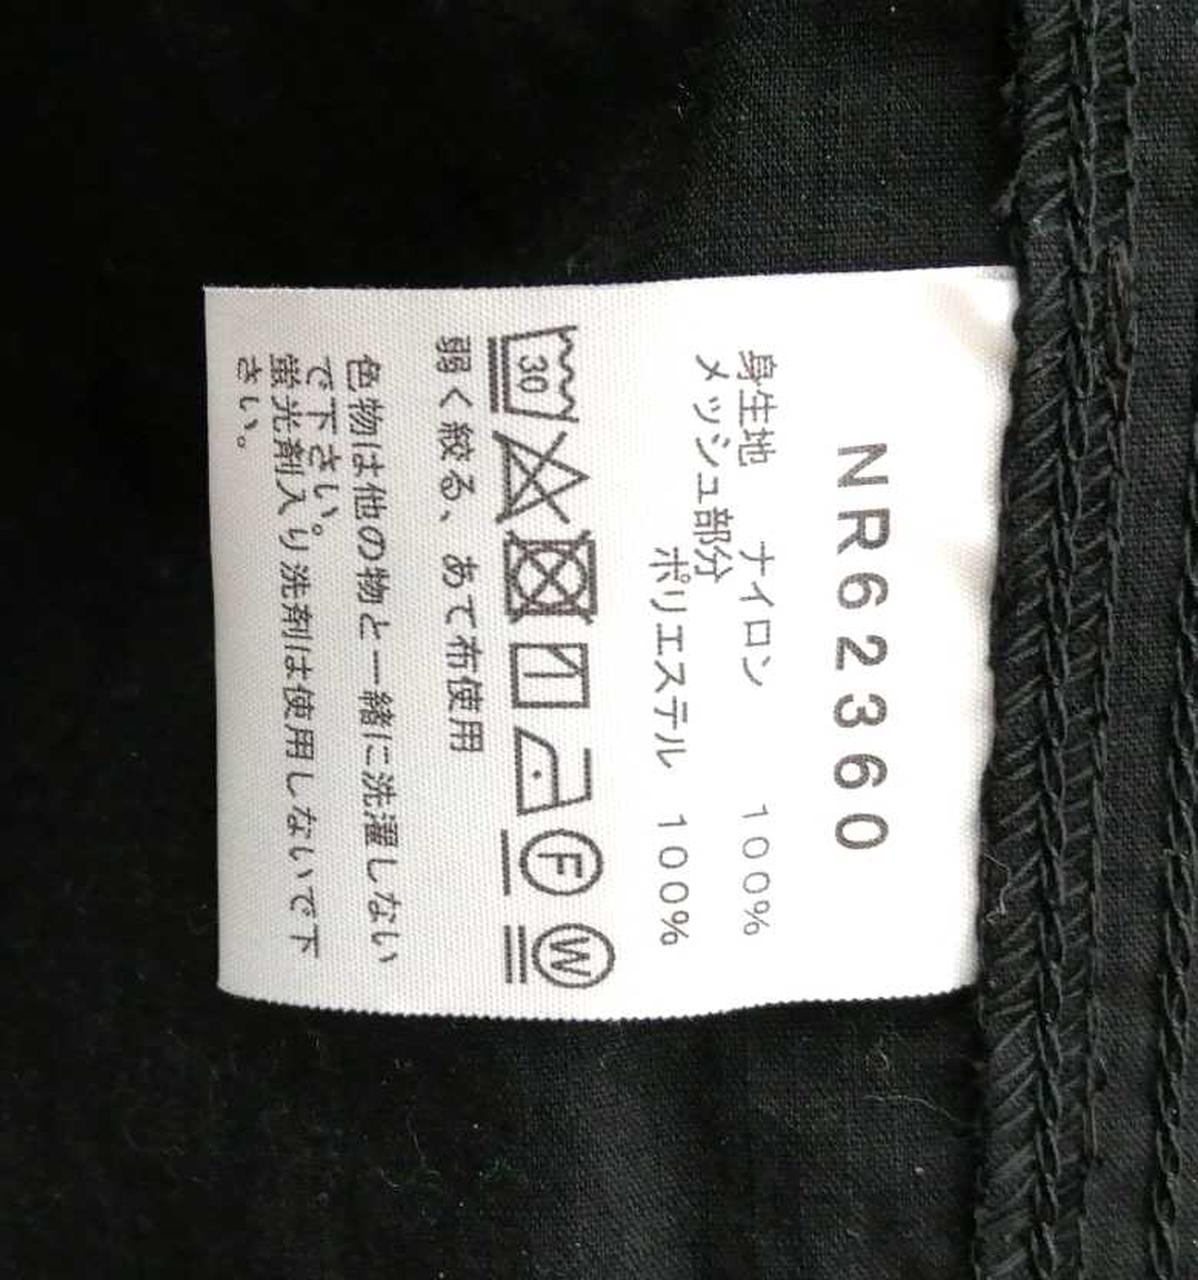 NR62360
身生地 ナイロン 100%
メッシュ部分
ポリエステル 100%
30 F W
弱く絞る、あて布使用
色物は他の物と一緒に洗濯しない
で下さい。
蛍光剤入り洗剤は使用しないで下
さい。